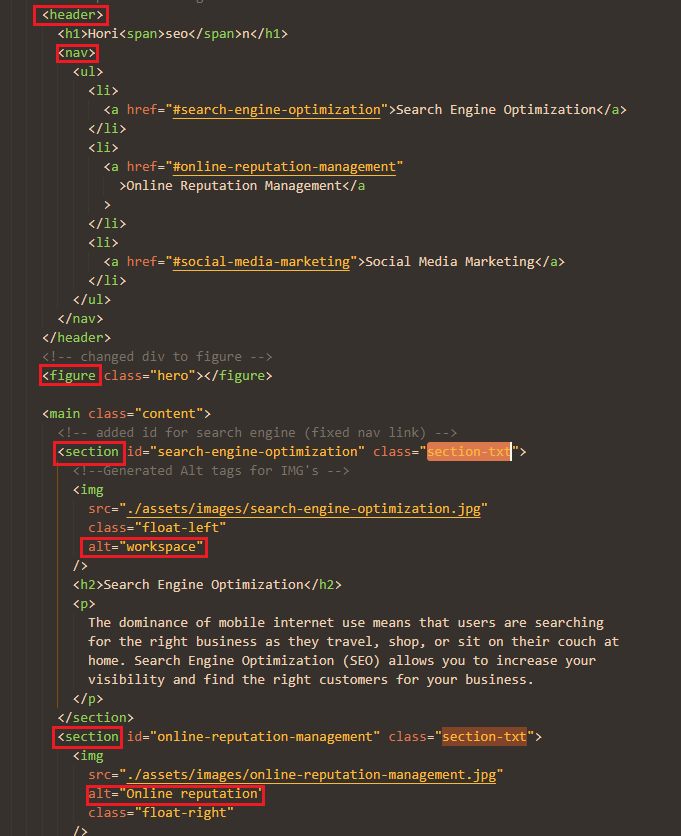 <header>
<h1>Hori<span>seo</span>n</h1>
<nav>
<ul>
<li>
<a href="#search-engine-optimization">Search Engine Optimization</a>
</li>
<li>
<a href="#online-reputation-management"
>Online Reputation Management</a
>
</li>
<li>
<a href="#social-media-marketing">Social Media Marketing</a>
</li>
</ul>
</nav>
</header>
<!-- changed div to figure -->
<figure class="hero"></figure>
<main class="content">
<!-- added id for search engine (fixed nav link) -->
<section id="search-engine-optimization" class="section-txt">
<!--Generated Alt tags for IMG's -->
<img
src="./assets/images/search-engine-optimization.jpg"
class="float-left"
alt="workspace"
/>
<h2>Search Engine Optimization</h2>
<p>
The dominance of mobile internet use means that users are searching
for the right business as they travel, shop, or sit on their couch at
home. Search Engine Optimization (SEO) allows you to increase your
visibility and find the right customers for your business.
</p>
</section>
<section id="online-reputation-management" class="section-txt">
<img
src="./assets/images/online-reputation-management.jpg"
alt="Online reputation"
class="float-right"
/>